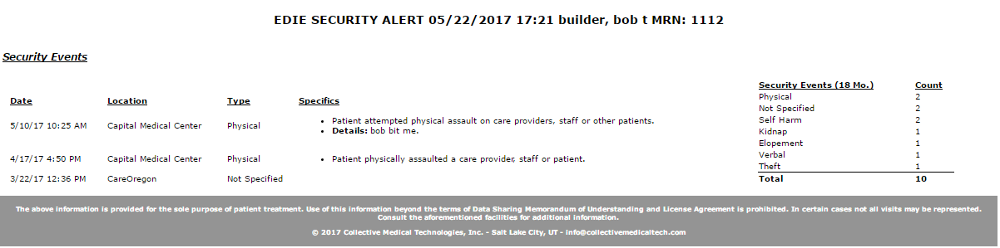 EDIE SECURITY ALERT 05/22/2017 17:21 builder, bob t MRN: 1112
Security Events
Date Location Type Specifics
5/10/17 10:25 AM Capital Medical Center Physical
• Patient attempted physical assault on care providers, staff or other patients.
• Details: bob bit me.
4/17/17 4:50 PM Capital Medical Center Physical • Patient physically assaulted a care provider, staff or patient.
3/22/17 12:36 PM CareOregon Not Specified
Security Events (18 Mo.) Count
Physical 2
Not Specified 2
Self Harm 2
Kidnap 1
Elopement 1
Verbal 1
Theft 1
Total 10
The above information is provided for the sole purpose of patient treatment. Use of this information beyond the terms of Data Sharing Memorandum of Understanding and License Agreement is prohibited. In certain cases not all visits may be represented.
Consult the aforementioned facilities for additional information.
© 2017 Collective Medical Technologies, Inc. - Salt Lake City, UT - info@collectivemedicaltech.com